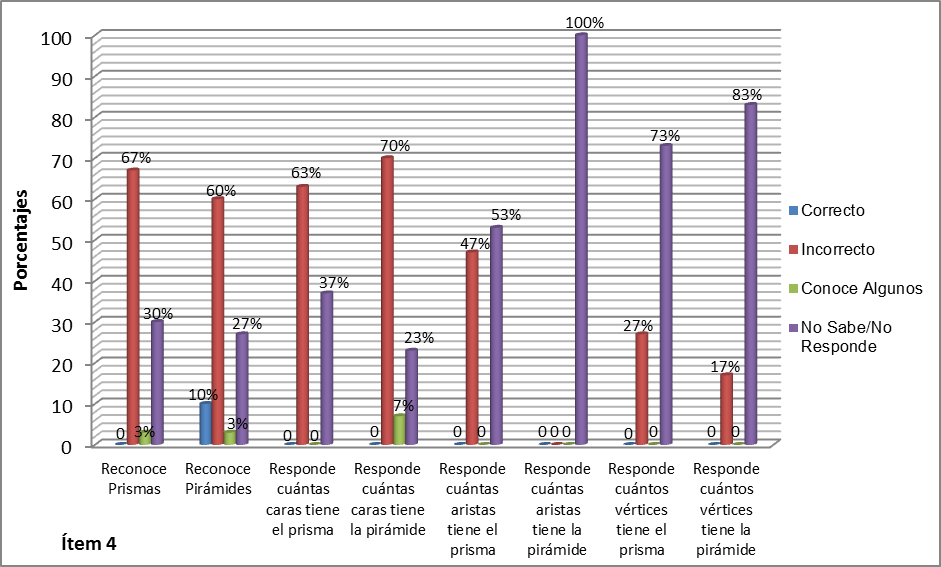 100%
100
90
80
70
60
50
40
30
20
10
0
Porcentajes
67%
60%
63%
70%
47%
53%
73%
83%
30%
27%
37%
23%
27%
17%
10%
0
3%
3%
0
0
0
7%
0
0
0
0
0
0
0
0
0
Reconoce
Prismas
Reconoce
Pirámides
Responde
cuántas
caras tiene
el prisma
Responde
cuántas
caras tiene
la pirámide
Responde
cuántas
aristas
tiene el
prisma
Responde
cuántas
aristas
tiene la
pirámide
Responde
cuántos
vértices
tiene el
prisma
Responde
cuántos
vértices
tiene la
pirámide
Correcto
Incorrecto
Conoce Algunos
No Sabe/No
Responde
Ítem 4